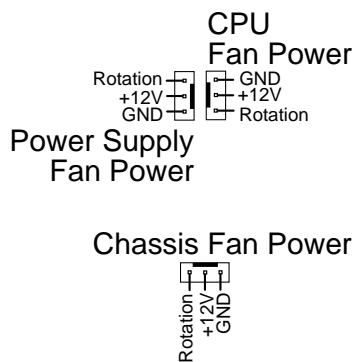 CPU
Fan Power
Rotation
+12V
GND
GND
+12V
Rotation
Power Supply
Fan Power
Chassis Fan Power
Rotation
+12V
GND